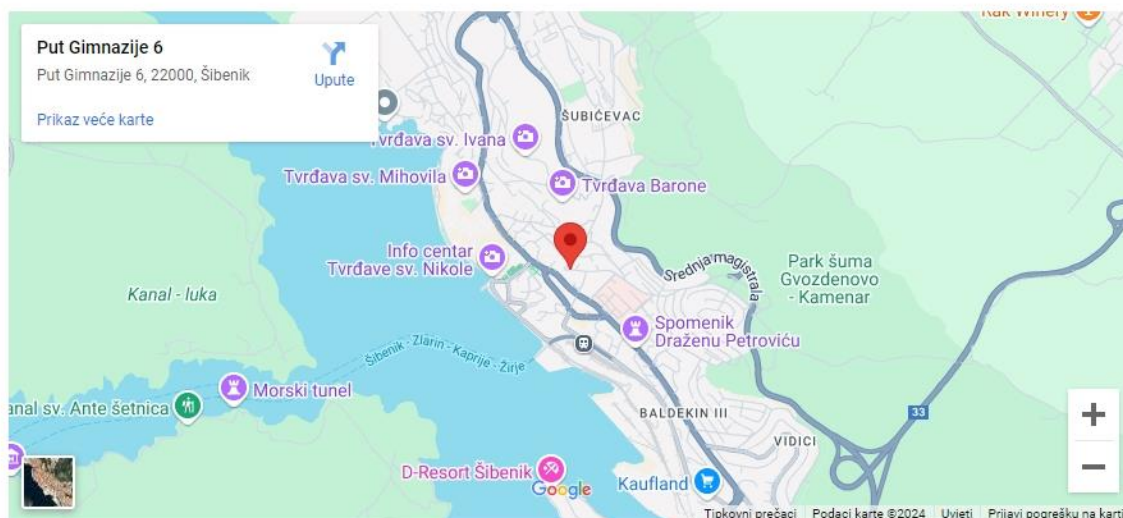 Put Gimnazije 6
Put Gimnazije 6, 22000, Šibenik
Upute
Prikaz veće karte
Rak Winery
ŠUBIĆEVAC
Tvrđava sv. Ivana
Tvrđava sv. Mihovila
Tvrđava Barone
Info centar
Tvrđave sv. Nikole
Srednja magistrala
Park šuma
Gvozdenovo
- Kamenar
Kanal - luka
Spomenik
Draženu Petroviću
Šibenik - Zlarin - Kaprije - Žirje
Morski tunel
anal sv. Ante šetnica
BALDEKIN III
33
VIDICI
D-Resort Šibenik
Kaufland
Google
Tipkovni prečaci
Podaci karte ©2024
Uvjeti
Prijavi pogrešku na karti